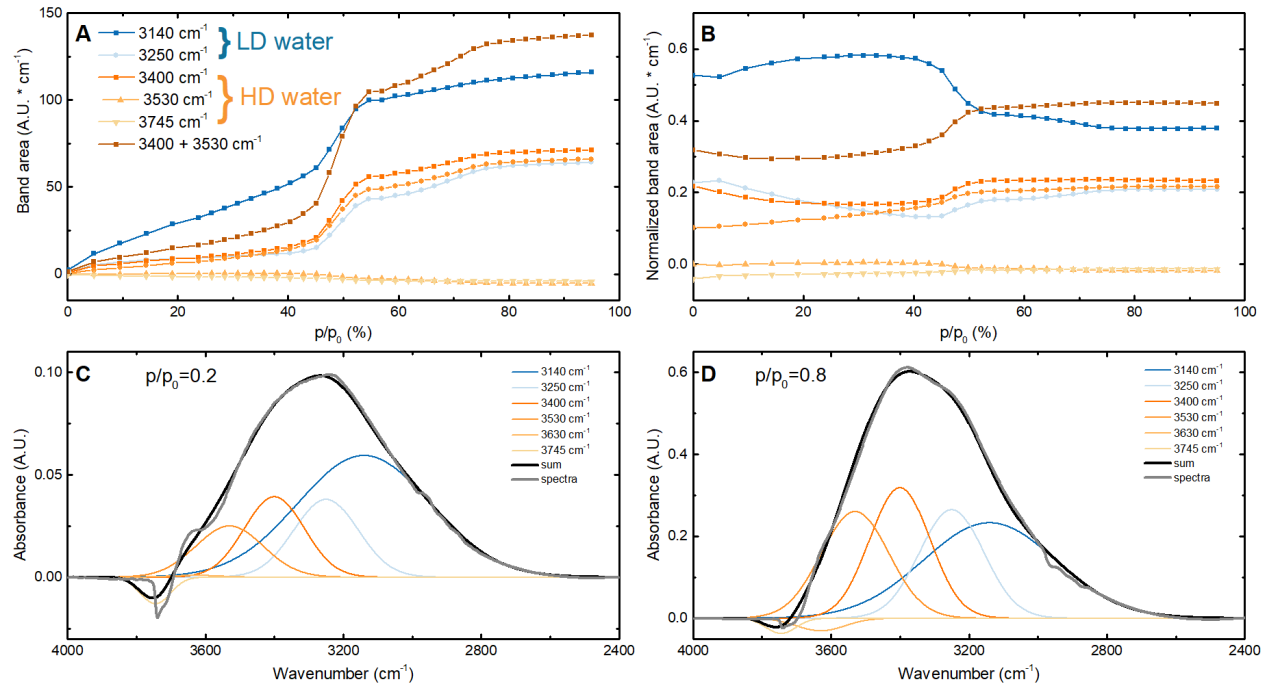 A
3140 cm⁻¹
3250 cm⁻¹
} LD water
3400 cm⁻¹
3530 cm⁻¹
3745 cm⁻¹
} HD water
3400 + 3530 cm⁻¹
Band area (A.U. * cm⁻¹)
150
100
50
0
0 20 40 60 80 100
p/p₀ (%)
B
Normalized band area (A.U. * cm⁻¹)
0.6
0.4
0.2
0.0
0 20 40 60 80 100
p/p₀ (%)
C
p/p₀=0.2
3140 cm⁻¹
3250 cm⁻¹
3400 cm⁻¹
3530 cm⁻¹
3630 cm⁻¹
3745 cm⁻¹
sum
spectra
Absorbance (A.U.)
0.10
0.05
0.00
4000 3600 3200 2800 2400
Wavenumber (cm⁻¹)
D
p/p₀=0.8
3140 cm⁻¹
3250 cm⁻¹
3400 cm⁻¹
3530 cm⁻¹
3630 cm⁻¹
3745 cm⁻¹
sum
spectra
Absorbance (A.U.)
0.6
0.4
0.2
0.0
4000 3600 3200 2800 2400
Wavenumber (cm⁻¹)